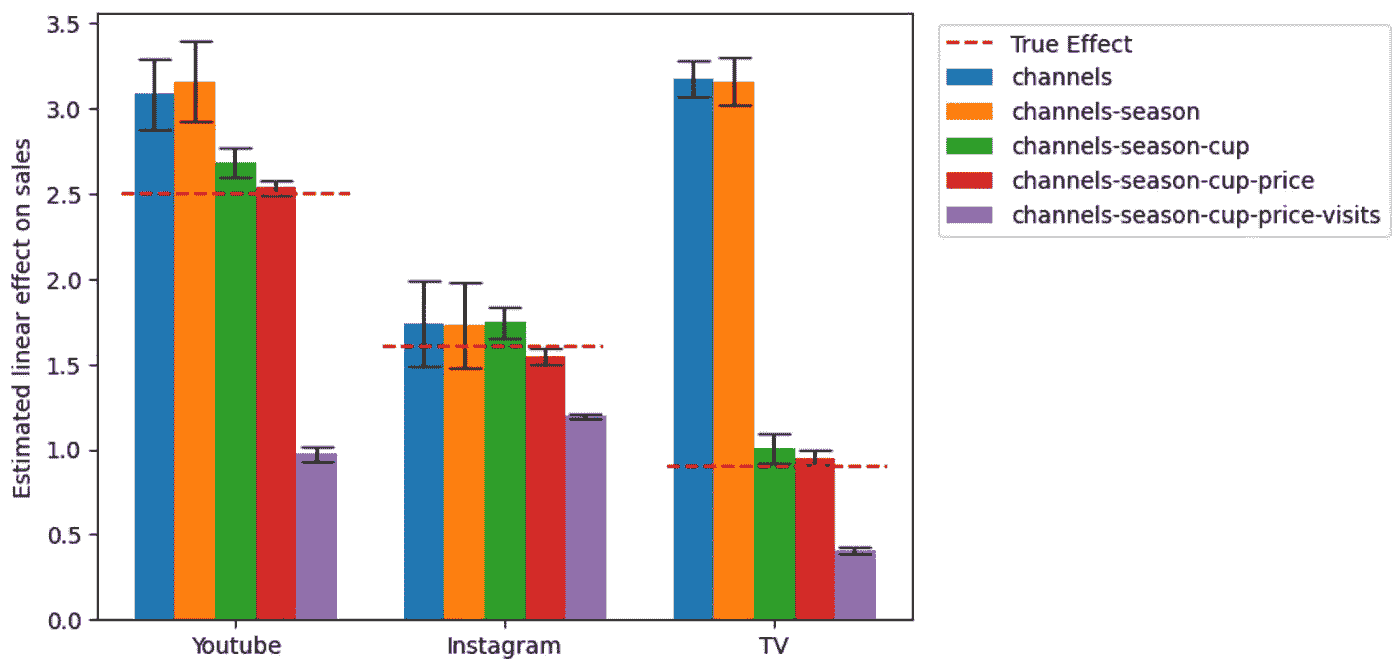 3.5
3.0
2.5
2.0
1.5
1.0
0.5
0.0
Estimated linear effect on sales
Youtube
Instagram
TV
True Effect
channels
channels-season
channels-season-cup
channels-season-cup-price
channels-season-cup-price-visits